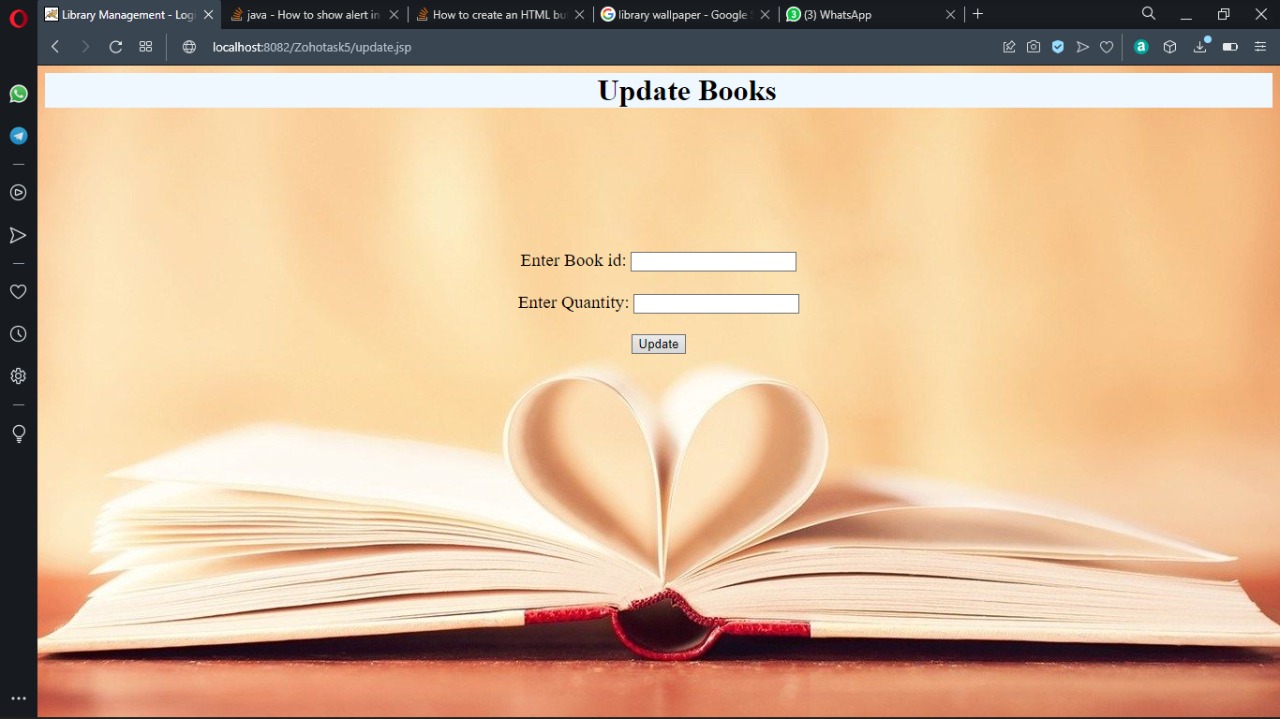 Library Management - Log
java - How to show alert in
How to create an HTML bu
library wallpaper - Google
3
(3) WhatsApp
localhost:8082/Zohotask5/update.jsp
a
Update Books
Enter Book id:
Enter Quantity:
Update